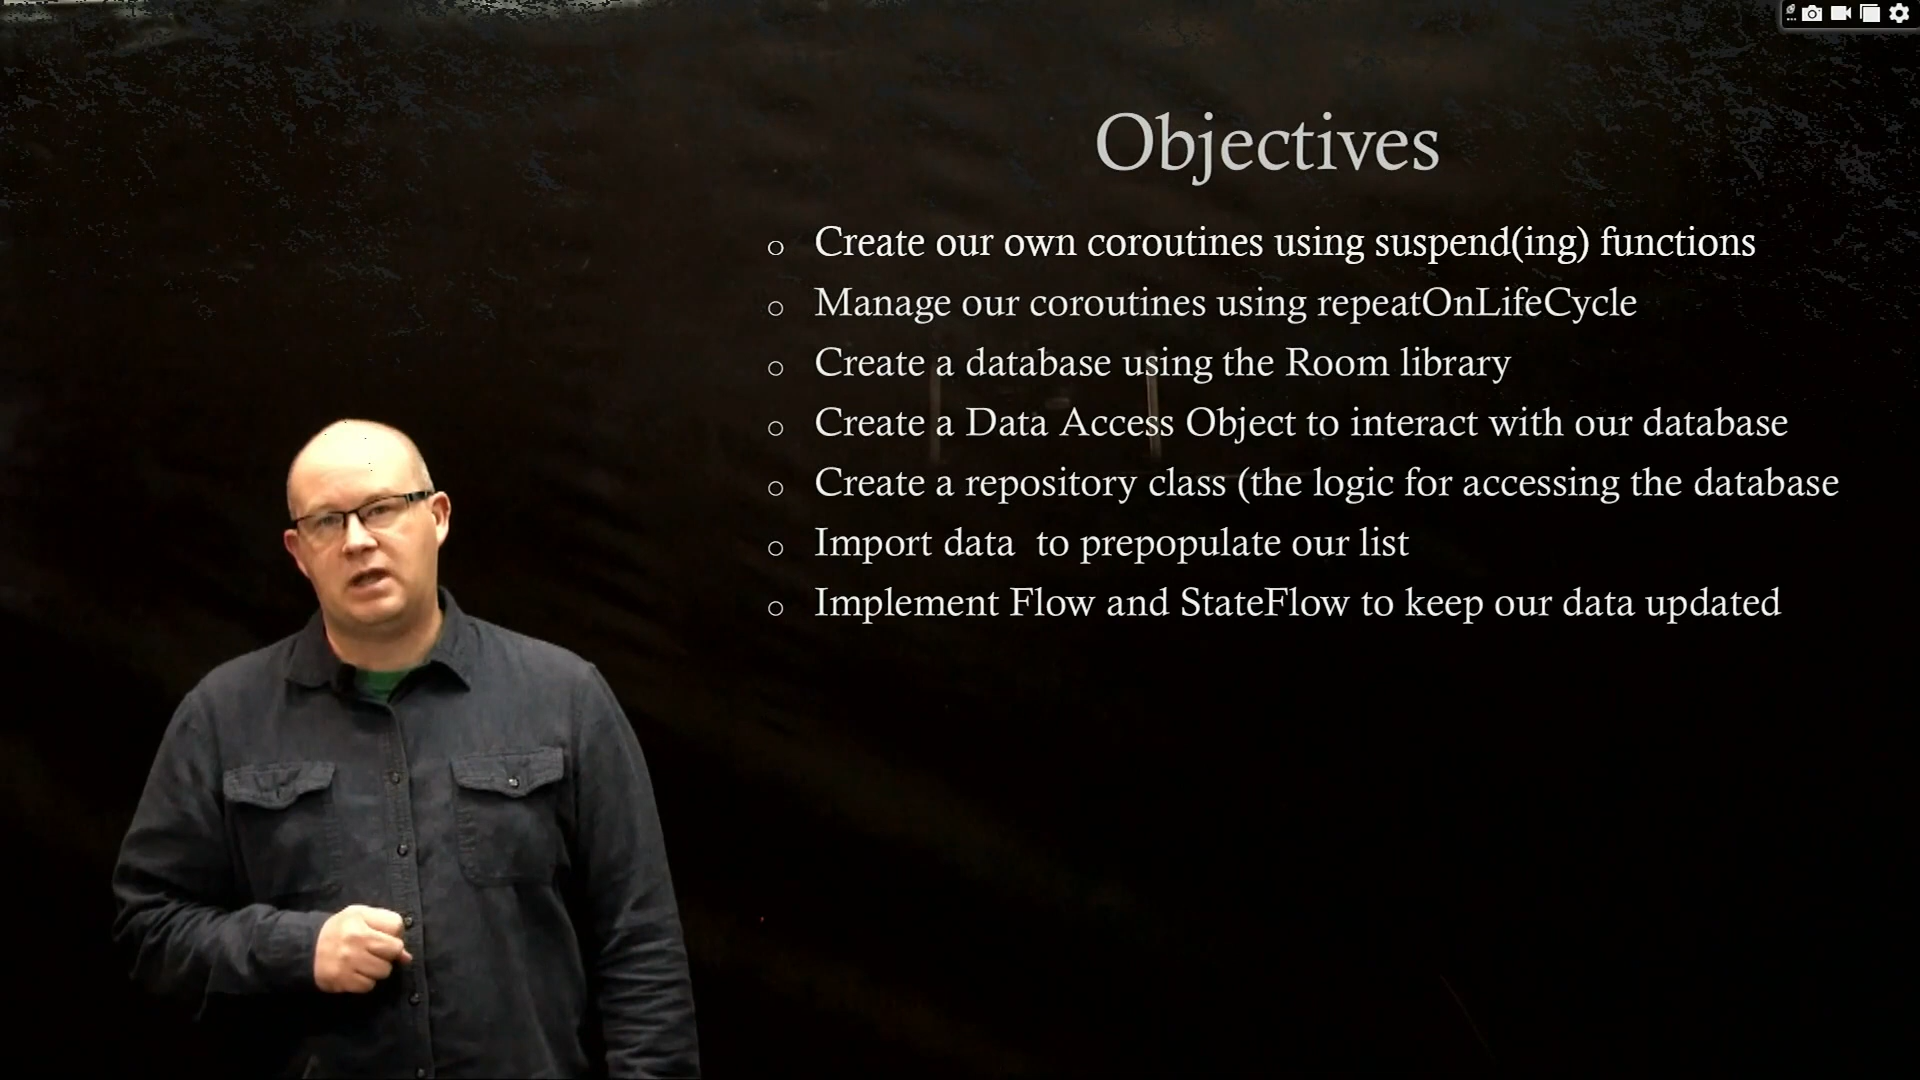 Objectives
Create our own coroutines using suspend(ing) functions
Manage our coroutines using repeatOnLifeCycle
Create a database using the Room library
Create a Data Access Object to interact with our database
Create a repository class (the logic for accessing the database
Import data  to prepopulate our list
Implement Flow and StateFlow to keep our data updated